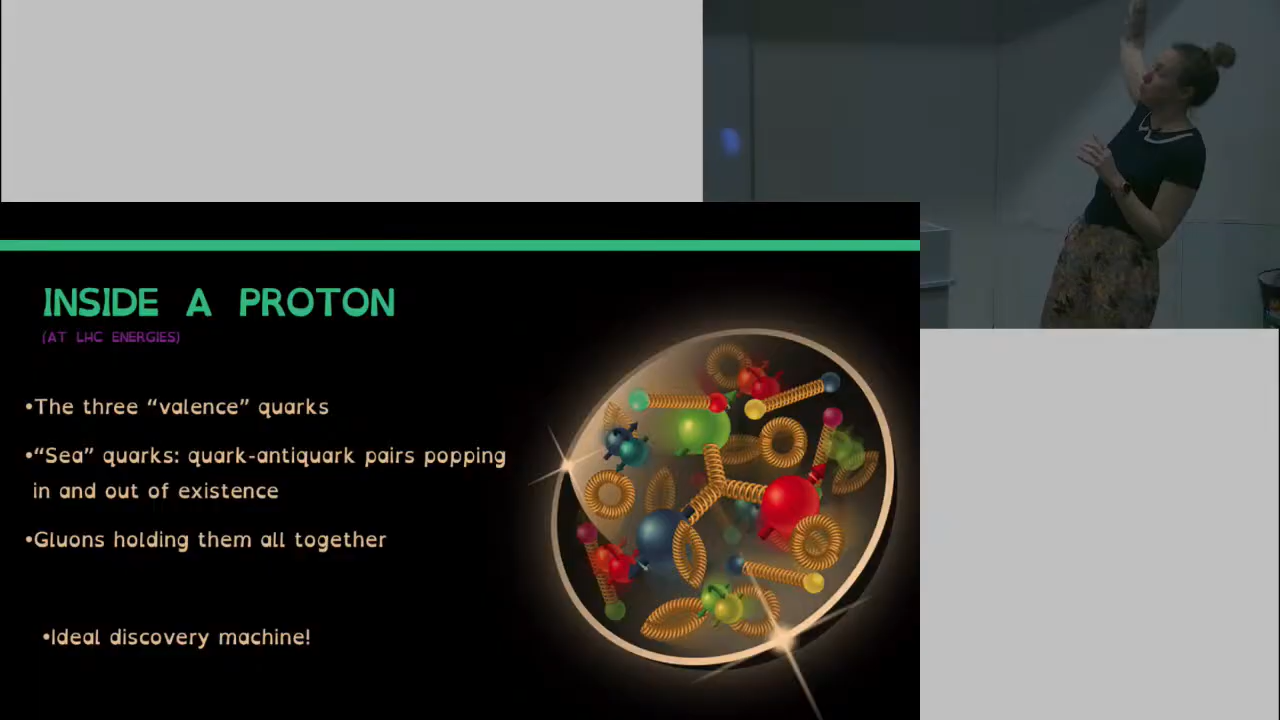 INSIDE A PROTON
(AT LHC ENERGIES)
•The three “valence” quarks
•“Sea” quarks: quark-antiquark pairs popping
in and out of existence
•Gluons holding them all together
•Ideal discovery machine!